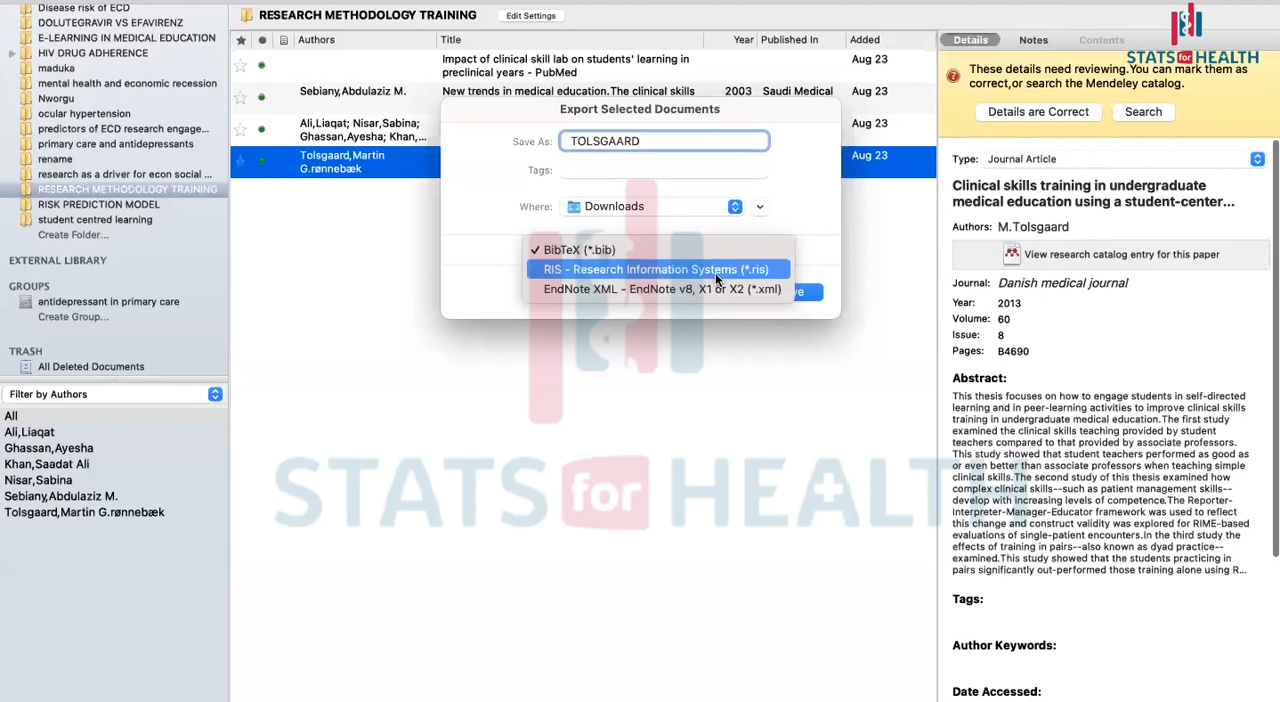 Disease risk of ECD
DOLUTEGRAVIR VS EFAVIRENZ
E-LEARNING IN MEDICAL EDUCATION
HIV DRUG ADHERENCE
maduka
mental health and economic recession
Nworgu
ocular hypertension
predictors of ECD research engage...
primary care and antidepressants
rename
research as a driver for econ social ...
RESEARCH METHODOLOGY TRAINING
RISK PREDICTION MODEL
student centred learning
Create Folder...
EXTERNAL LIBRARY
GROUPS
antidepressant in primary care
Create Group...
TRASH
All Deleted Documents
Filter by Authors
All
Ali,Liaqat
Ghassan,Ayesha
Khan,Saadat Ali
Nisar,Sabina
Sebiany,Abdulaziz M.
Tolsgaard,Martin G.rønnebæk
RESEARCH METHODOLOGY TRAINING
Edit Settings
Authors Title Year Published In Added
Impact of clinical skill lab on students' learning in
preclinical years - PubMed
Aug 23
Sebiany,Abdulaziz M. New trends in medical education.The clinical skills 2003 Saudi Medical Aug 23
Ali,Liaqat; Nisar,Sabina;
Ghassan,Ayesha; Khan,...
Aug 23
Tolsgaard,Martin
G.rønnebæk
Aug 23
Export Selected Documents
Save As: TOLSGAARD
Tags:
Where: Downloads
✓ BibTeX (*.bib)
RIS - Research Information Systems (*.ris)
EndNote XML - EndNote v8, X1 or X2 (*.xml)
STATS for HEALTH
Details Notes Contents
STATS for HEALTH
These details need reviewing.You can mark them as
correct,or search the Mendeley catalog.
Details are Correct Search
Type: Journal Article
Clinical skills training in undergraduate
medical education using a student-center...
Authors: M.Tolsgaard
View research catalog entry for this paper
Journal: Danish medical journal
Year: 2013
Volume: 60
Issue: 8
Pages: B4690
Abstract:
This thesis focuses on how to engage students in self-directed
learning and in peer-learning activities to improve clinical skills
training in undergraduate medical education.The first study
examined the clinical skills teaching provided by student
teachers compared to that provided by associate professors.
This study showed that student teachers performed as good as
or even better than associate professors when teaching simple
clinical skills.The second study of this thesis examined how
complex clinical skills--such as patient management skills--
develop with increasing levels of competence.The Reporter-
Interpreter-Manager-Educator framework was used to reflect
this change and construct validity was explored for RIME-based
evaluations of single-patient encounters.In the third study the
effects of training in pairs--also known as dyad practice--
examined.This study showed that the students practicing in
pairs significantly out-performed those training alone using R...
Tags:
Author Keywords:
Date Accessed: